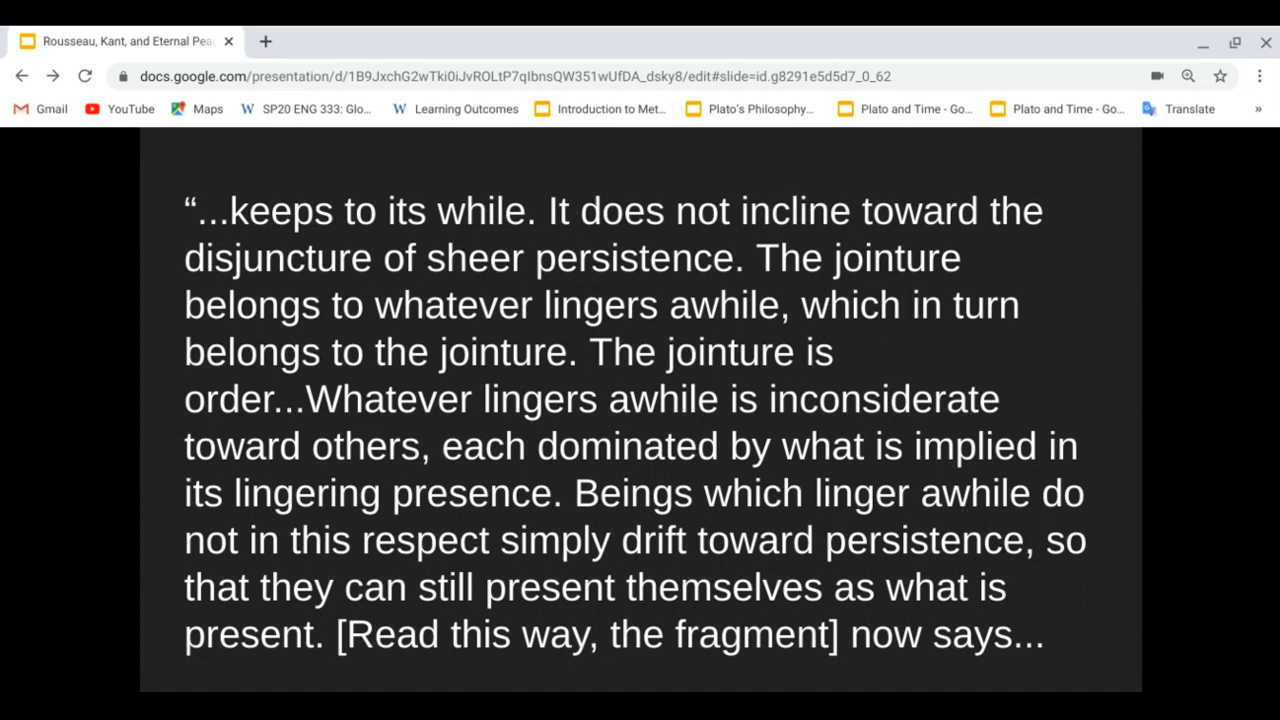 Rousseau, Kant, and Eternal Pea
docs.google.com/presentation/d/1B9JxchG2wTki0iJvROLtP7qIbnsQW351wUfDA_dsky8/edit#slide=id.g8291e5d5d7_0_62
Gmail YouTube Maps SP20 ENG 333: Glo... Learning Outcomes Introduction to Met... Plato's Philosophy... Plato and Time - Go... Plato and Time - Go... Translate »
“...keeps to its while. It does not incline toward the
disjuncture of sheer persistence. The jointure
belongs to whatever lingers awhile, which in turn
belongs to the jointure. The jointure is
order...Whatever lingers awhile is inconsiderate
toward others, each dominated by what is implied in
its lingering presence. Beings which linger awhile do
not in this respect simply drift toward persistence, so
that they can still present themselves as what is
present. [Read this way, the fragment] now says...